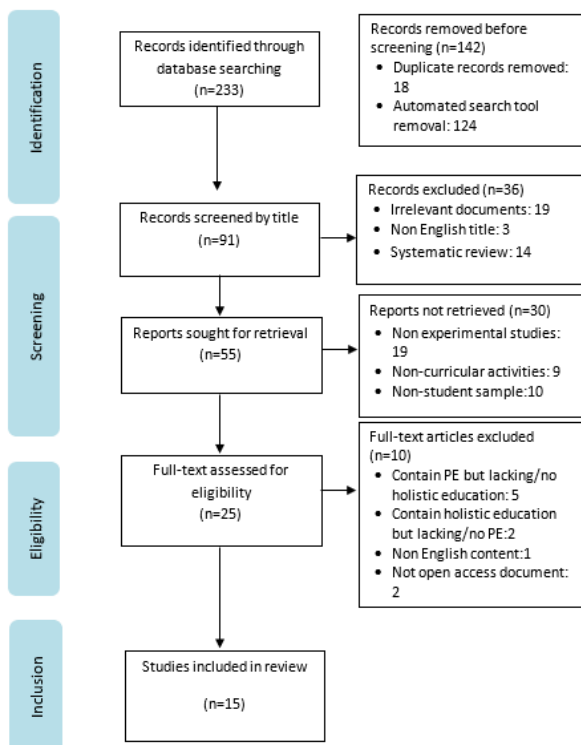 Identification
Records identified through
database searching
(n=233)
Records removed before
screening (n=142)
• Duplicate records removed:
18
• Automated search tool
removal: 124
Screening
Records screened by title
(n=91)
Records excluded (n=36)
• Irrelevant documents: 19
• Non English title: 3
• Systematic review: 14
Reports sought for retrieval
(n=55)
Reports not retrieved (n=30)
• Non experimental studies:
19
• Non-curricular activities: 9
• Non-student sample:10
Eligibility
Full-text assessed for
eligibility
(n=25)
Full-text articles excluded
(n=10)
• Contain PE but lacking/no
holistic education: 5
• Contain holistic education
but lacking/no PE:2
• Non English content:1
• Not open access document:
2
Inclusion
Studies included in review
(n=15)